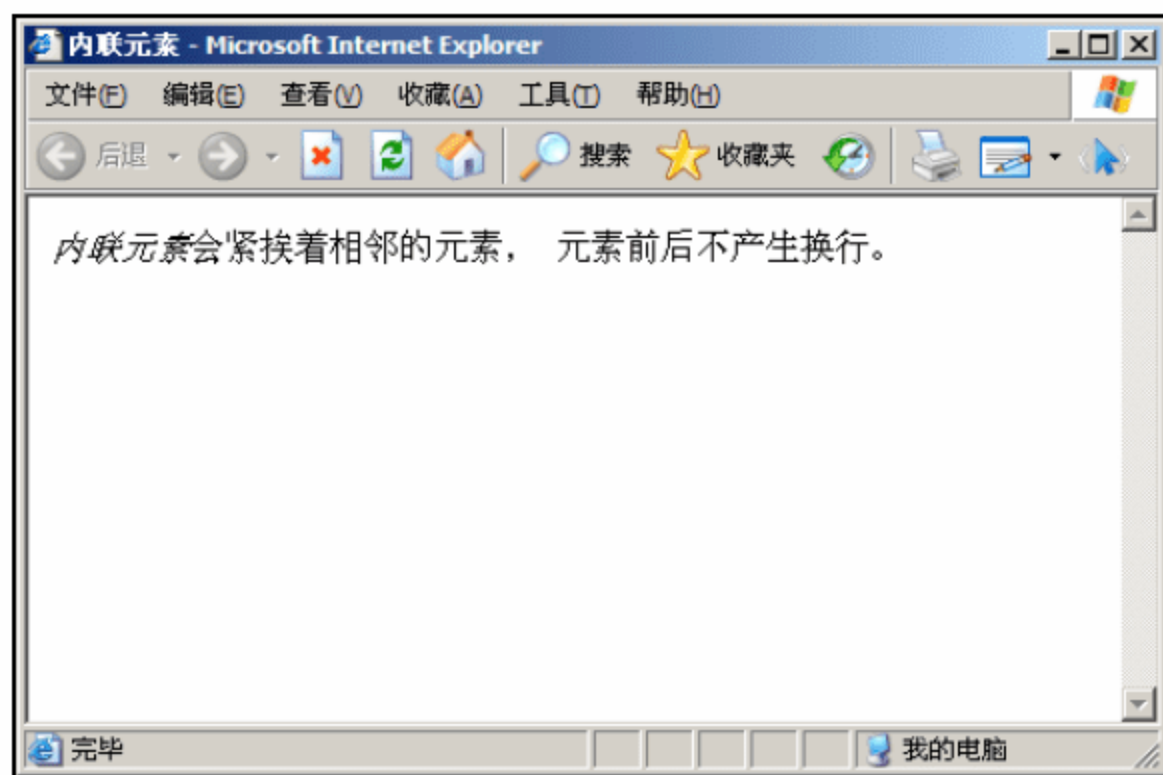 内联元素 - Microsoft Internet Explorer
文件(F) 编辑(E) 查看(V) 收藏(A) 工具(T) 帮助(H)
后退 搜索 收藏夹
内联元素会紧挨着相邻的元素， 元素前后不产生换行。
完毕 我的电脑